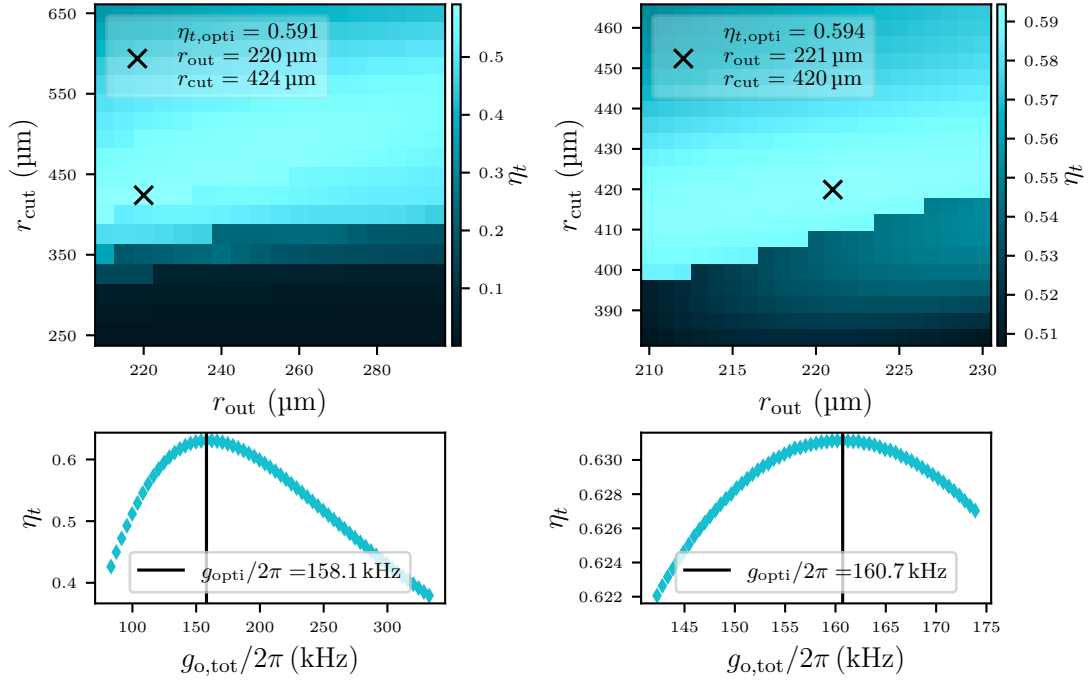 650
550
450
350
250
r_cut (µm)
η_{t,opti} = 0.591
r_out = 220 µm
r_cut = 424 µm
220 240 260 280
r_out (µm)
0.5
0.4
0.3
0.2
0.1
η_t
460
450
440
430
420
410
400
390
r_cut (µm)
η_{t,opti} = 0.594
r_out = 221 µm
r_cut = 420 µm
210 215 220 225 230
r_out (µm)
0.59
0.58
0.57
0.56
0.55
0.54
0.53
0.52
0.51
η_t
0.6
0.5
0.4
η_t
g_opti/2π =158.1 kHz
100 150 200 250 300
g_{o,tot}/2π (kHz)
0.630
0.628
0.626
0.624
0.622
η_t
g_opti/2π =160.7 kHz
145 150 155 160 165 170 175
g_{o,tot}/2π (kHz)